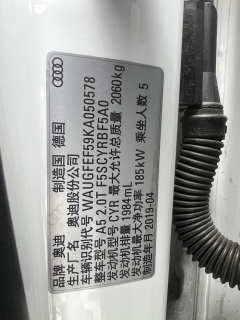 品牌 奥迪 制造国 德国
生产厂名 奥迪股份公司
车辆识别代号 WAUGFEF59KA050578
整车型号 A5 2.0T F5SCYRBF5A0
发动机型号 CVK 最大允许总质量 2060kg
发动机排量 1984mL 乘坐人数 5
发动机最大净功率 185kW
制造年月 2019-04